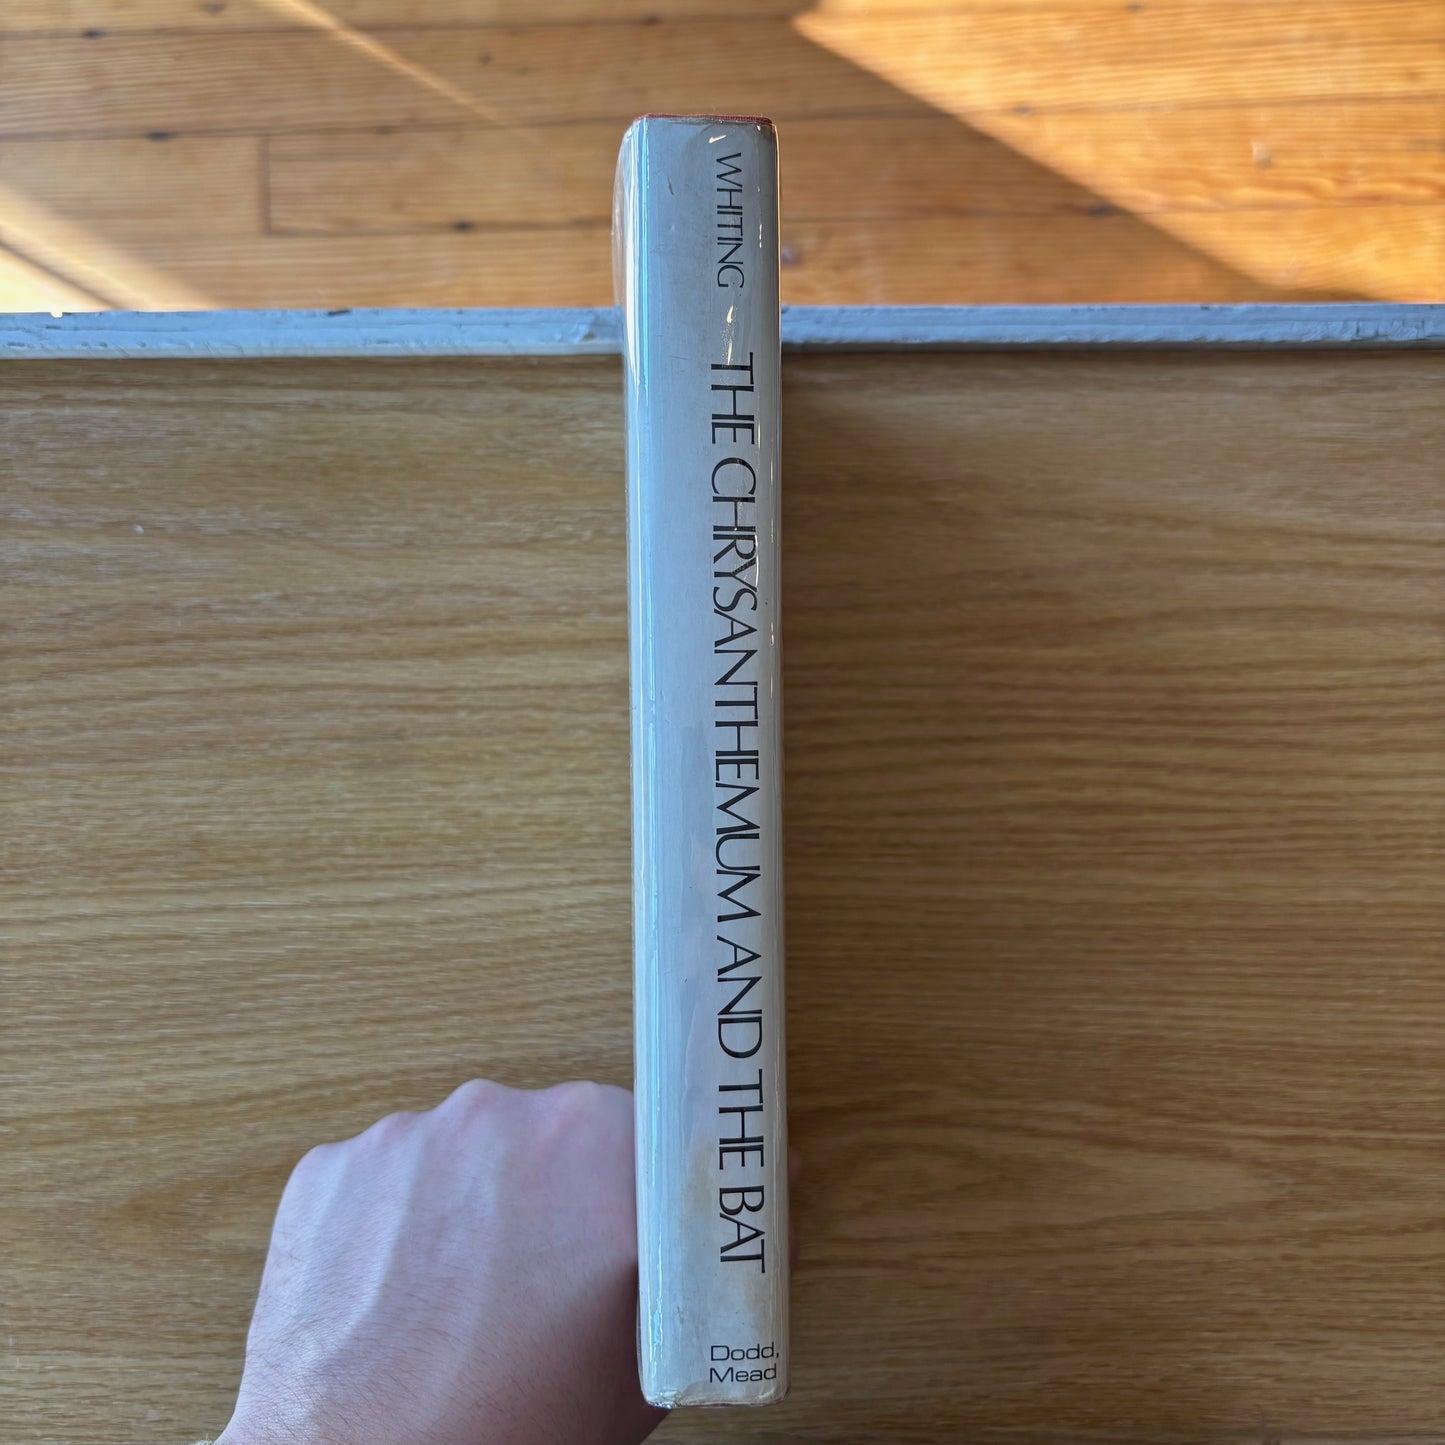 WHITING
THE CHRYSANTHEMUM AND THE BAT
Dodd,
Mead